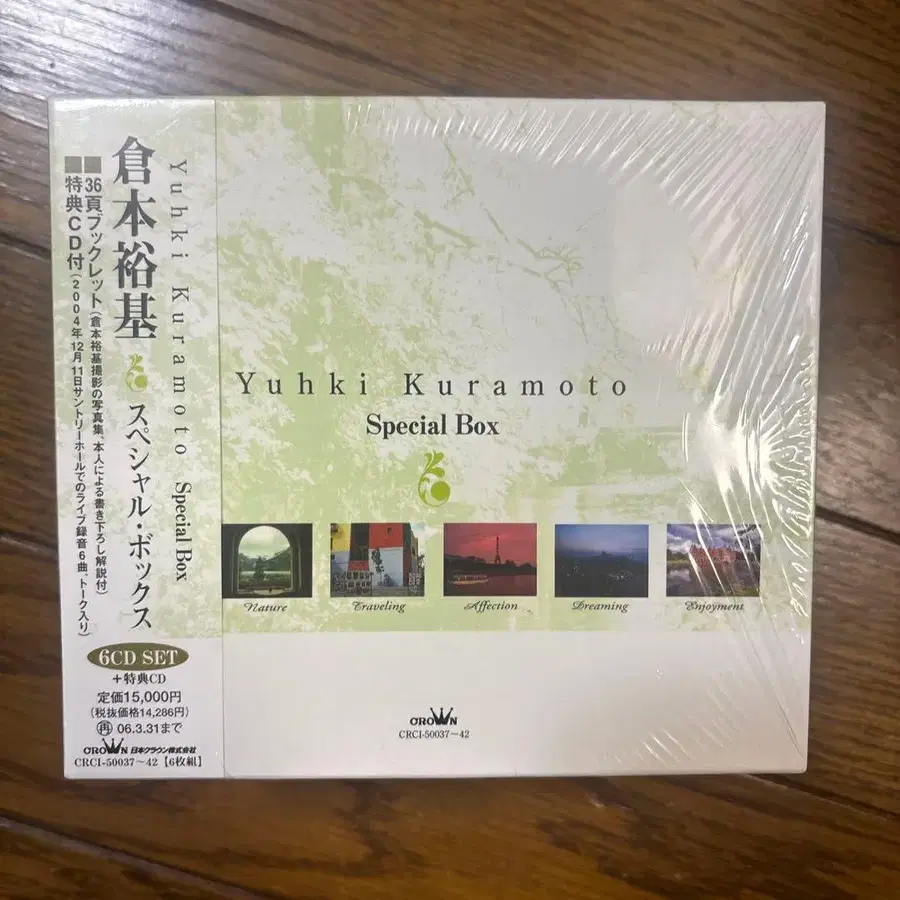 倉本裕基 スペシャル・ボックス
Yuhki Kuramoto Special Box
■36頁ブックレット(倉本裕基撮影の写真集、本人による書き下ろし解説付)
■特典CD付(2004年12月11日サントリーホールでのライブ録音6曲、トーク入り)
6CD SET
+特典CD
定価15,000円
(税抜価格14,286円)
再 06.3.31まで
CROWN 日本クラウン株式会社
CRCI-50037~42【6枚組】
Yuhki Kuramoto
Special Box
Nature
Traveling
Affection
Dreaming
Enjoyment
CROWN
CRCI-50037~42